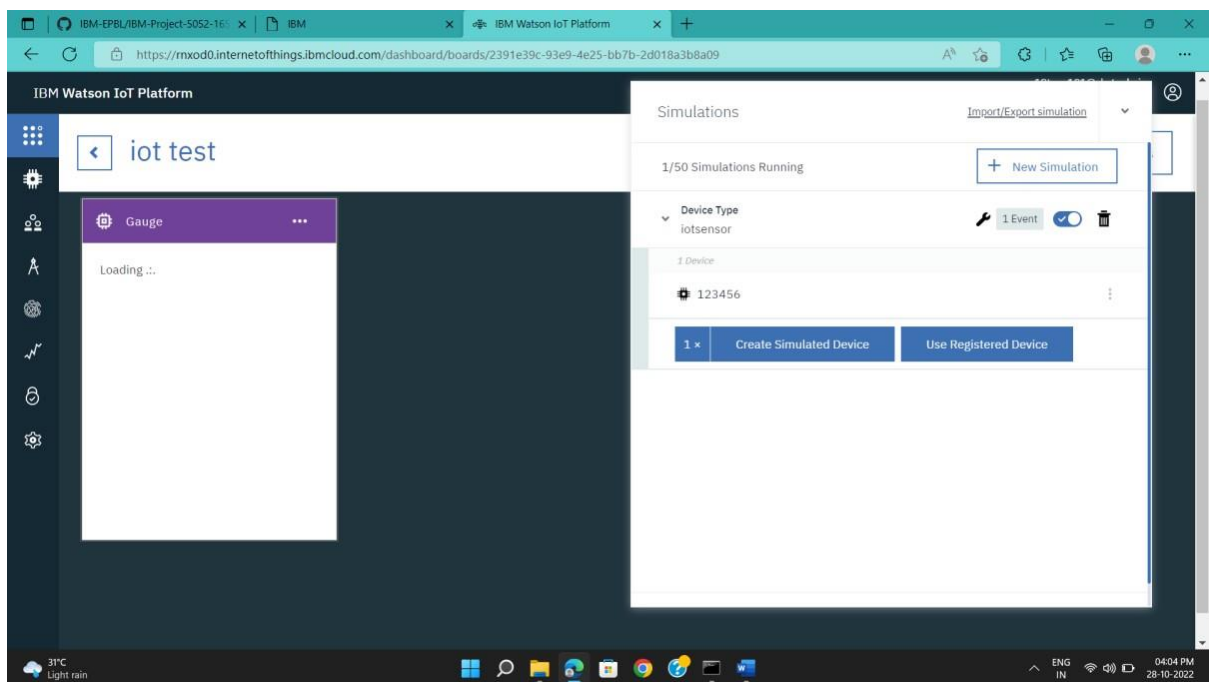 IBM-EPBL/IBM-Project-5052-165
IBM
IBM Watson IoT Platform
https://rnxod0.internetofthings.ibmcloud.com/dashboard/boards/2391e39c-93e9-4e25-bb7b-2d018a3b8a09
IBM Watson IoT Platform
iot test
Gauge
Loading .:.
Simulations
Import/Export simulation
1/50 Simulations Running
+ New Simulation
Device Type
iotsensor
1 Event
1 Device
123456
1 ×
Create Simulated Device
Use Registered Device
31°C
Light rain
ENG
IN
04:04 PM
28-10-2022